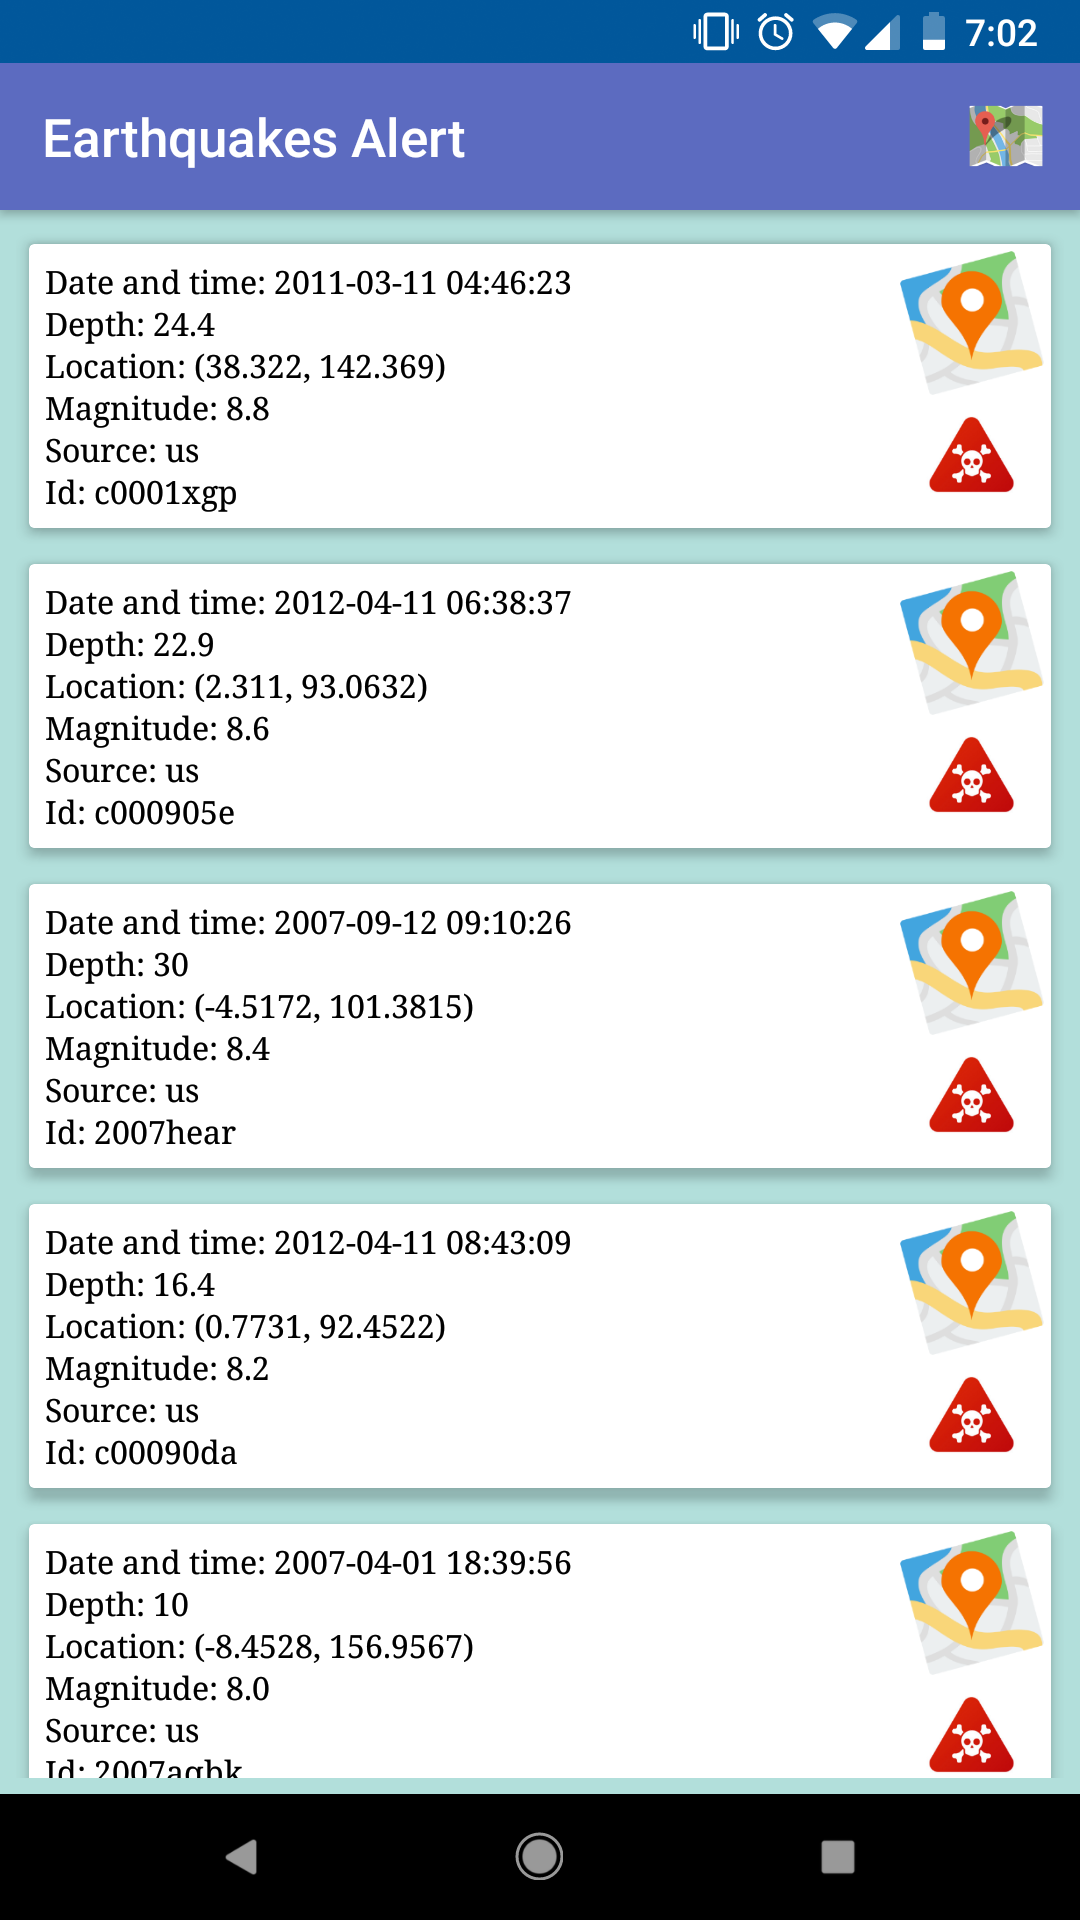 7:02
Earthquakes Alert
Date and time: 2011-03-11 04:46:23
Depth: 24.4
Location: (38.322, 142.369)
Magnitude: 8.8
Source: us
Id: c0001xgp
Date and time: 2012-04-11 06:38:37
Depth: 22.9
Location: (2.311, 93.0632)
Magnitude: 8.6
Source: us
Id: c000905e
Date and time: 2007-09-12 09:10:26
Depth: 30
Location: (-4.5172, 101.3815)
Magnitude: 8.4
Source: us
Id: 2007hear
Date and time: 2012-04-11 08:43:09
Depth: 16.4
Location: (0.7731, 92.4522)
Magnitude: 8.2
Source: us
Id: c00090da
Date and time: 2007-04-01 18:39:56
Depth: 10
Location: (-8.4528, 156.9567)
Magnitude: 8.0
Source: us
Id: